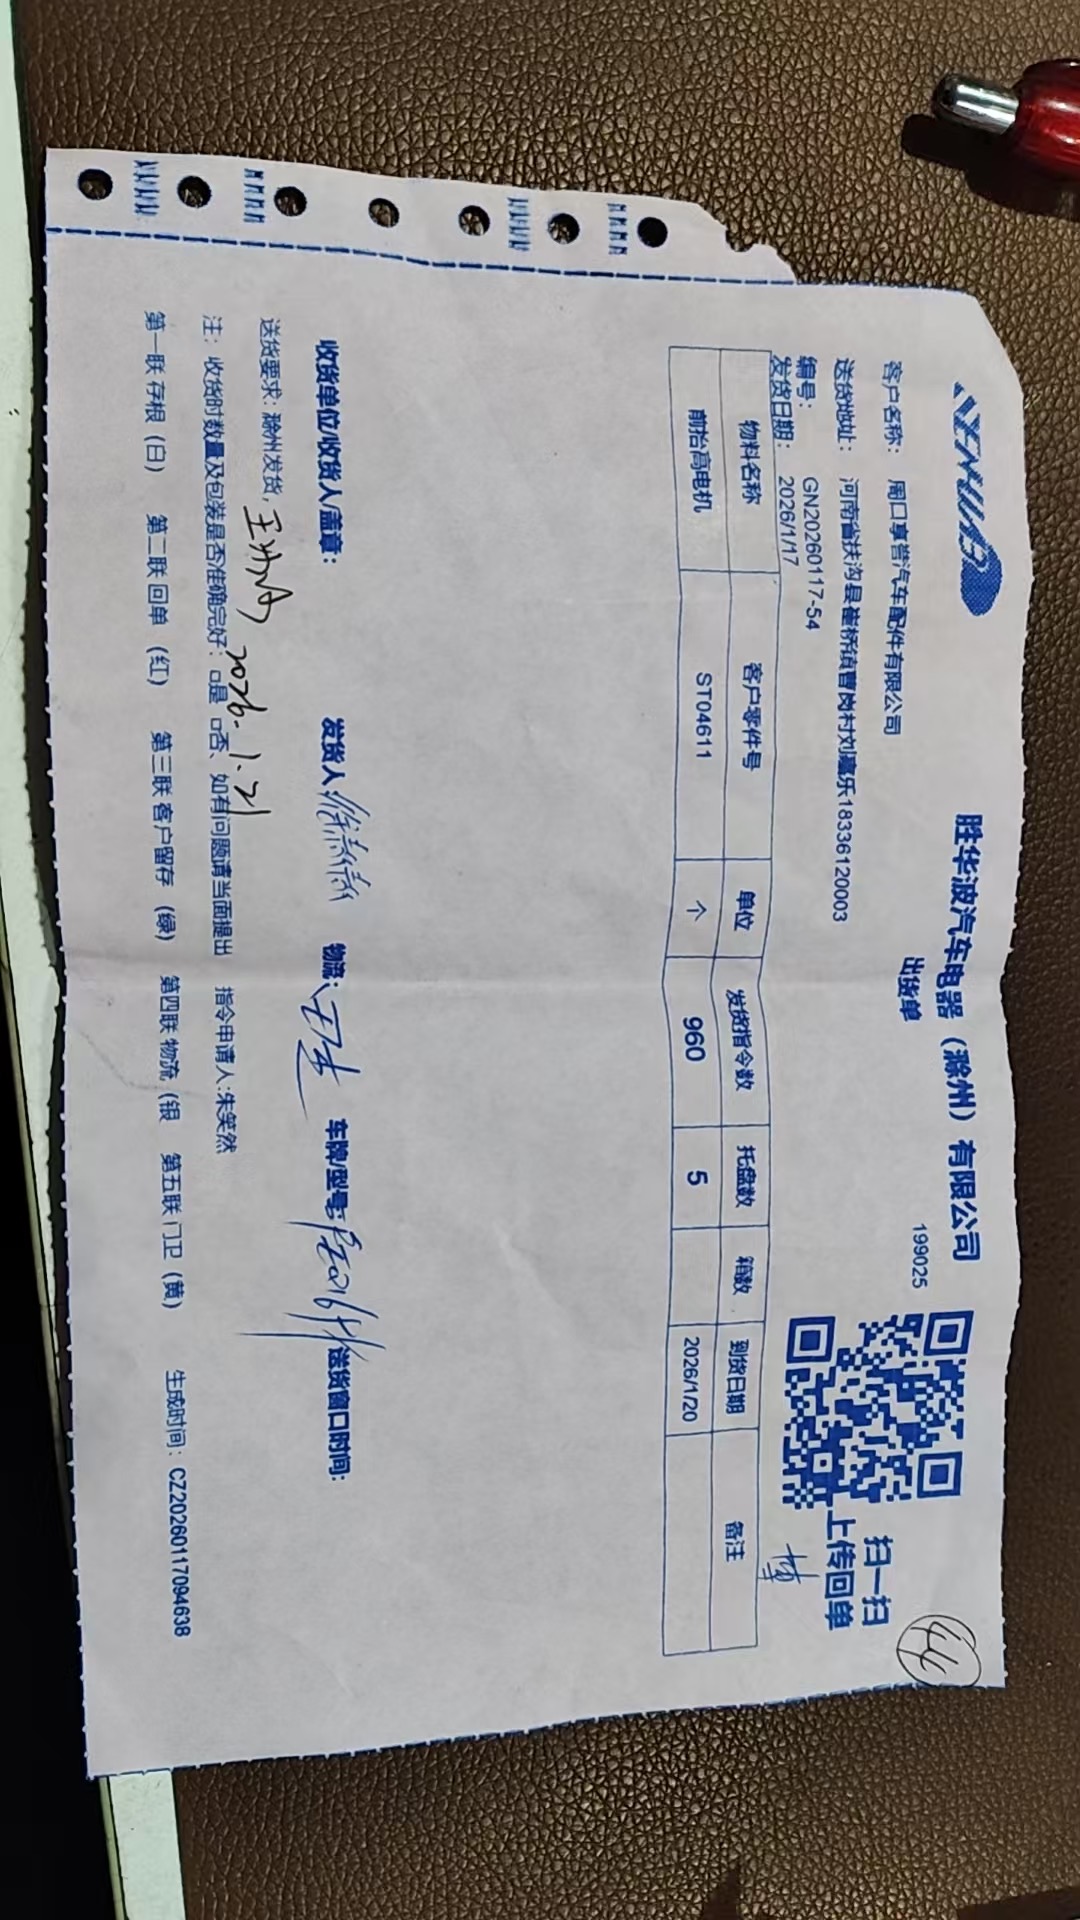 胜华波汽车电器（滁州）有限公司
出货单
199025
扫一扫
上传回单
客户名称： 周口享誉汽车配件有限公司
送货地址： 河南省扶沟县崔桥镇曹岗村刘嘉乐18336120003
编号： GN20260117-54
发货日期： 2026/1/17
物料名称 客户零件号 单位 发货指令数 托盘数 箱数 到货日期 备注
前抬高电机 ST04611 个 960 5 2026/1/20
收货单位/收货人/盖章： 发货人 物流： 车牌/型号 送货窗口时间：
送货要求：滁州发货，
2026.1.21
注：收货时数量及包装是否准确完好：□是 □否、如有问题请当面提出 指令申请人:朱笑然
第一联 存根（白） 第二联 回单（红） 第三联 客户留存（绿） 第四联 物流（银 第五联 门卫（黄） 生成时间：CZ20260117094638